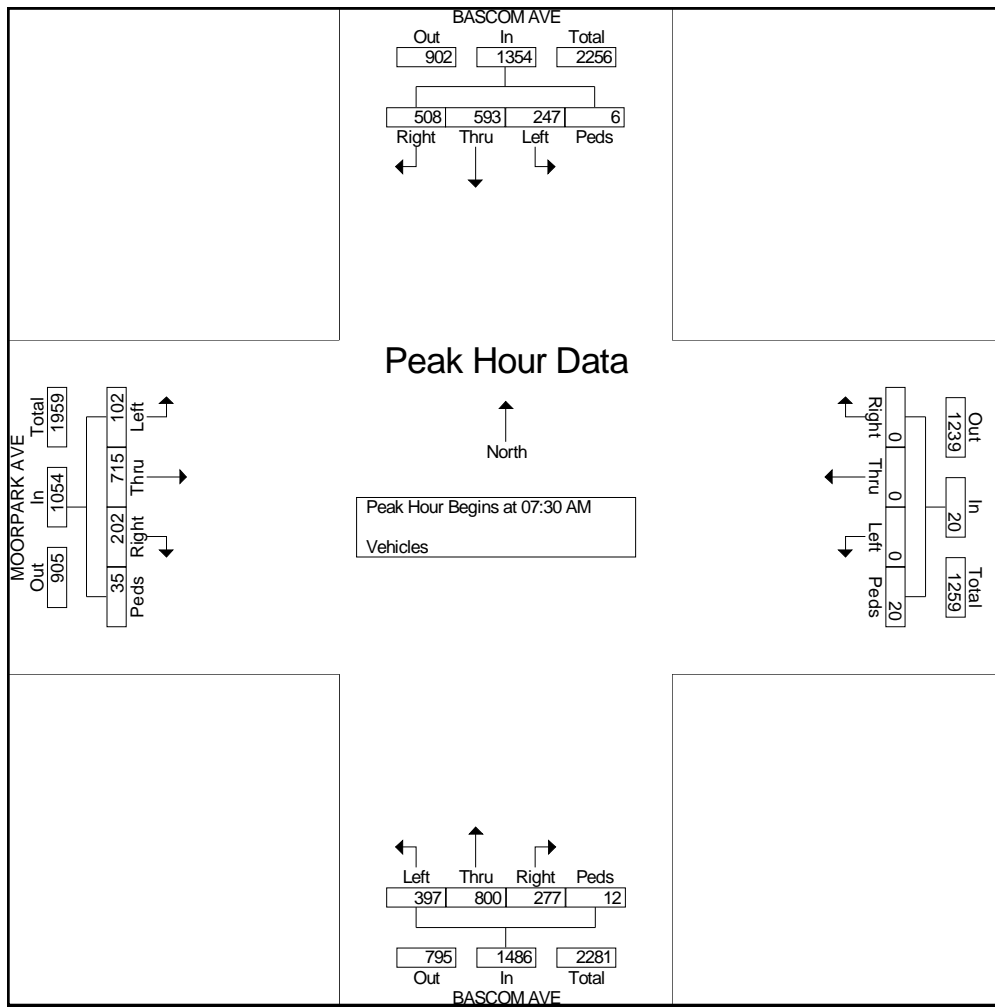 BASCOM AVE
Out In Total
902 1354 2256
508 593 247 6
Right Thru Left Peds
Peak Hour Data
North
Peak Hour Begins at 07:30 AM
Vehicles
MOORPARK AVE
Out In Total
905 1054 1959
35 202 715 102
Peds Right Thru Left
Out In Total
1239 20 1259
Right Thru Left Peds
0 0 0 20
Left Thru Right Peds
397 800 277 12
795 1486 2281
Out In Total
BASCOM AVE